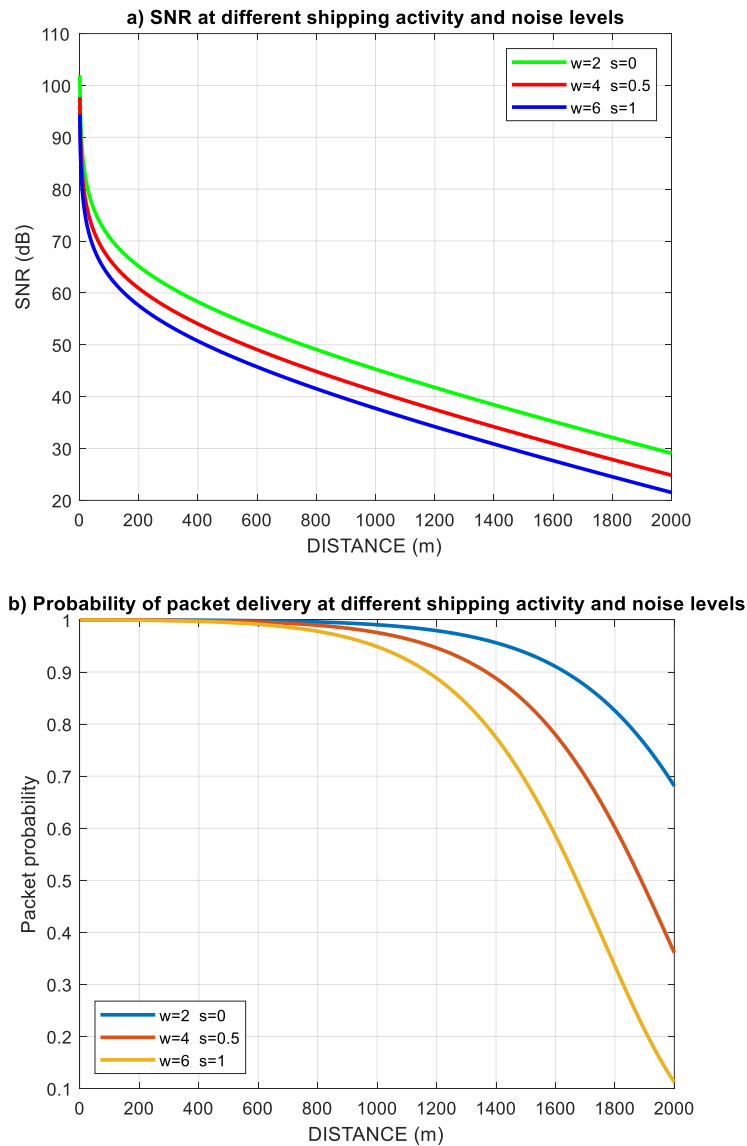 a) SNR at different shipping activity and noise levels
110
100
90
80
70
60
50
40
30
20
SNR (dB)
w=2 s=0
w=4 s=0.5
w=6 s=1
0 200 400 600 800 1000 1200 1400 1600 1800 2000
DISTANCE (m)
b) Probability of packet delivery at different shipping activity and noise levels
1
0.9
0.8
0.7
0.6
0.5
0.4
0.3
0.2
0.1
Packet probability
w=2 s=0
w=4 s=0.5
w=6 s=1
0 200 400 600 800 1000 1200 1400 1600 1800 2000
DISTANCE (m)